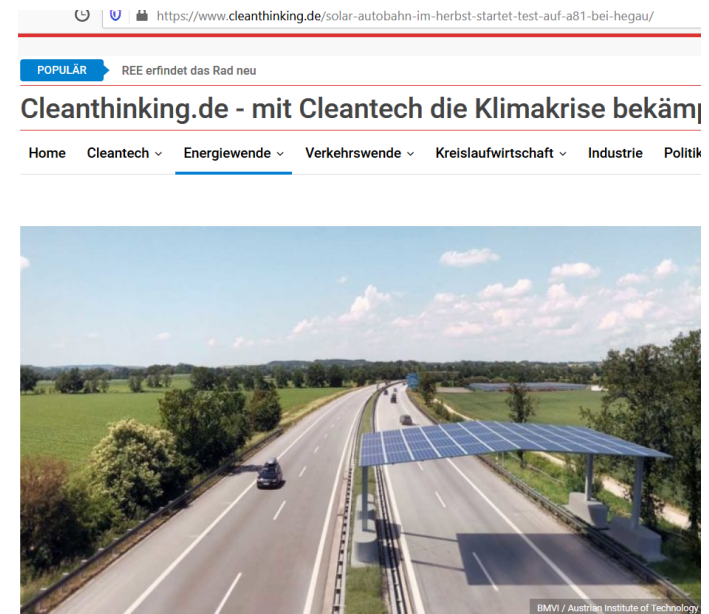 https://www.cleanthinking.de/solar-autobahn-im-herbst-startet-test-auf-a81-bei-hegau/
POPULÄR REE erfindet das Rad neu
Cleanthinking.de - mit Cleantech die Klimakrise bekämp
Home Cleantech Energiewende Verkehrswende Kreislaufwirtschaft Industrie Politik
BMVI / Austrian Institute of Technology